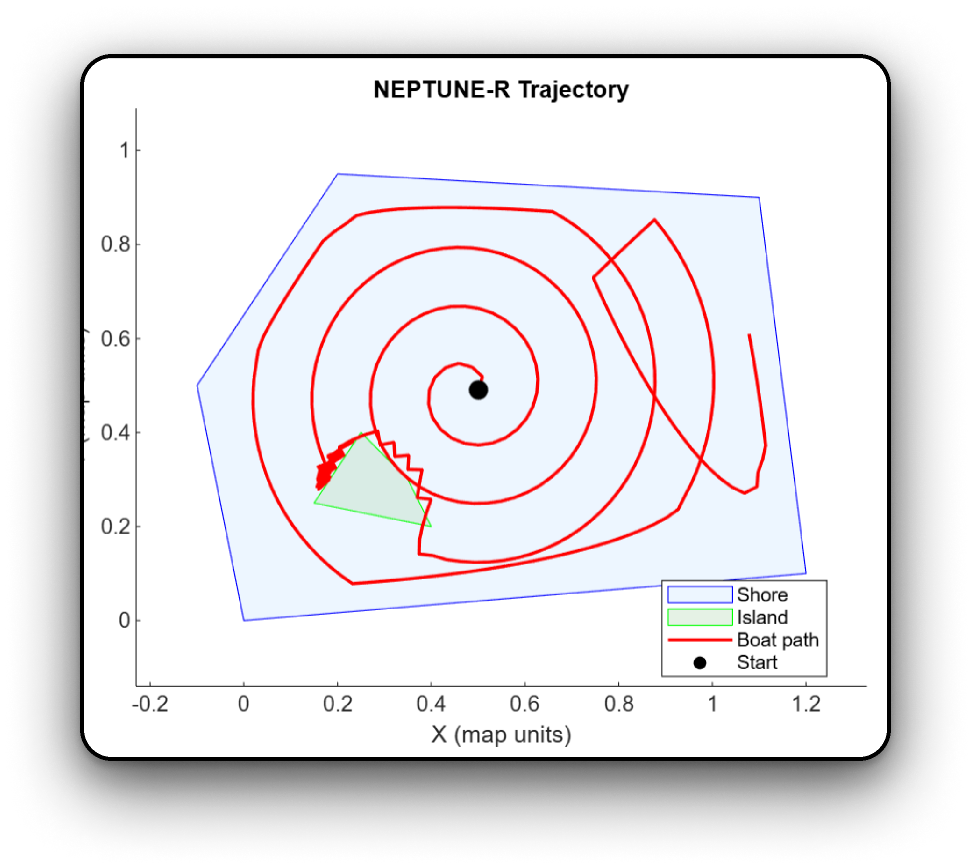 NEPTUNE-R Trajectory
1
0.8
0.6
0.4
0.2
0
-0.2 0 0.2 0.4 0.6 0.8 1 1.2
X (map units)
Shore
Island
Boat path
Start